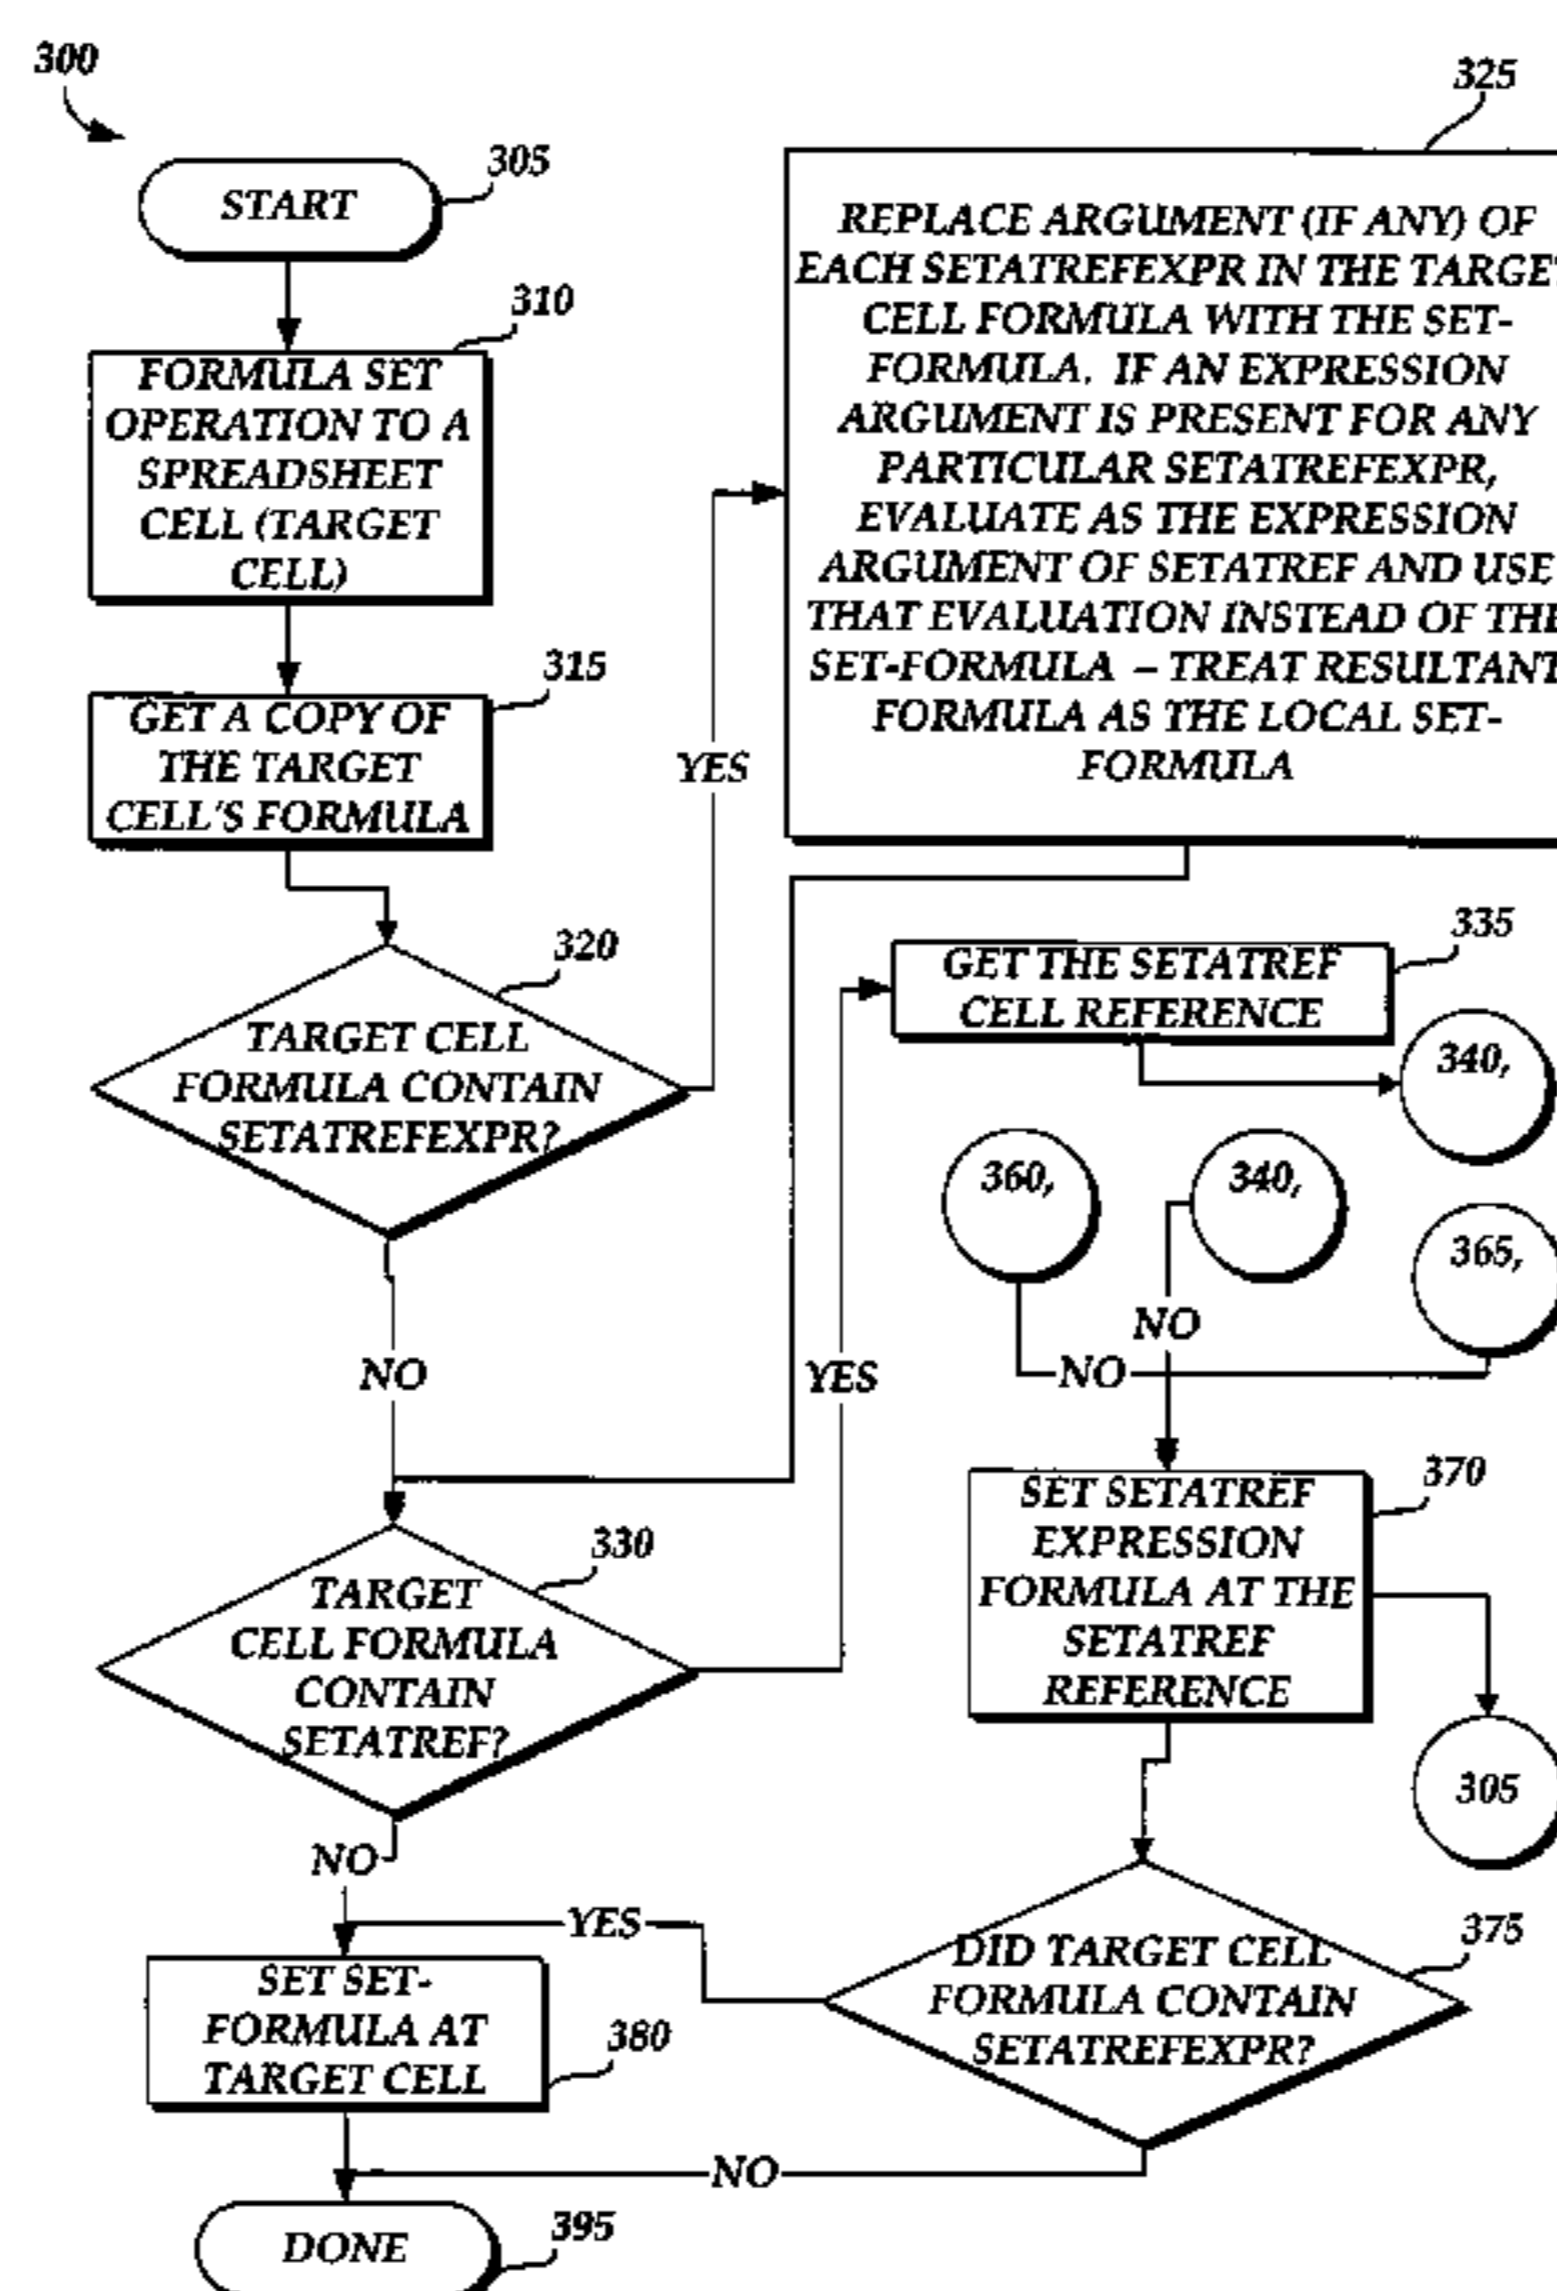 300
305
START
310
FORMULA SET
OPERATION TO A
SPREADSHEET
CELL (TARGET
CELL)
315
GET A COPY OF
THE TARGET
CELL'S FORMULA
320
TARGET CELL
FORMULA CONTAIN
SETATREFEXPR?
YES
NO
325
REPLACE ARGUMENT (IF ANY) OF
EACH SETATREFEXPR IN THE TARGET
CELL FORMULA WITH THE SET-
FORMULA. IF AN EXPRESSION
ARGUMENT IS PRESENT FOR ANY
PARTICULAR SETATREFEXPR,
EVALUATE AS THE EXPRESSION
ARGUMENT OF SETATREF AND USE
THAT EVALUATION INSTEAD OF THE
SET-FORMULA – TREAT RESULTANT
FORMULA AS THE LOCAL SET-
FORMULA
330
TARGET
CELL FORMULA
CONTAIN
SETATREF?
YES
NO
335
GET THE SETATREF
CELL REFERENCE
340,
360,
340,
365,
NO
NO
370
SET SETATREF
EXPRESSION
FORMULA AT THE
SETATREF
REFERENCE
305
375
DID TARGET CELL
FORMULA CONTAIN
SETATREFEXPR?
YES
NO
380
SET SET-
FORMULA AT
TARGET CELL
DONE
395